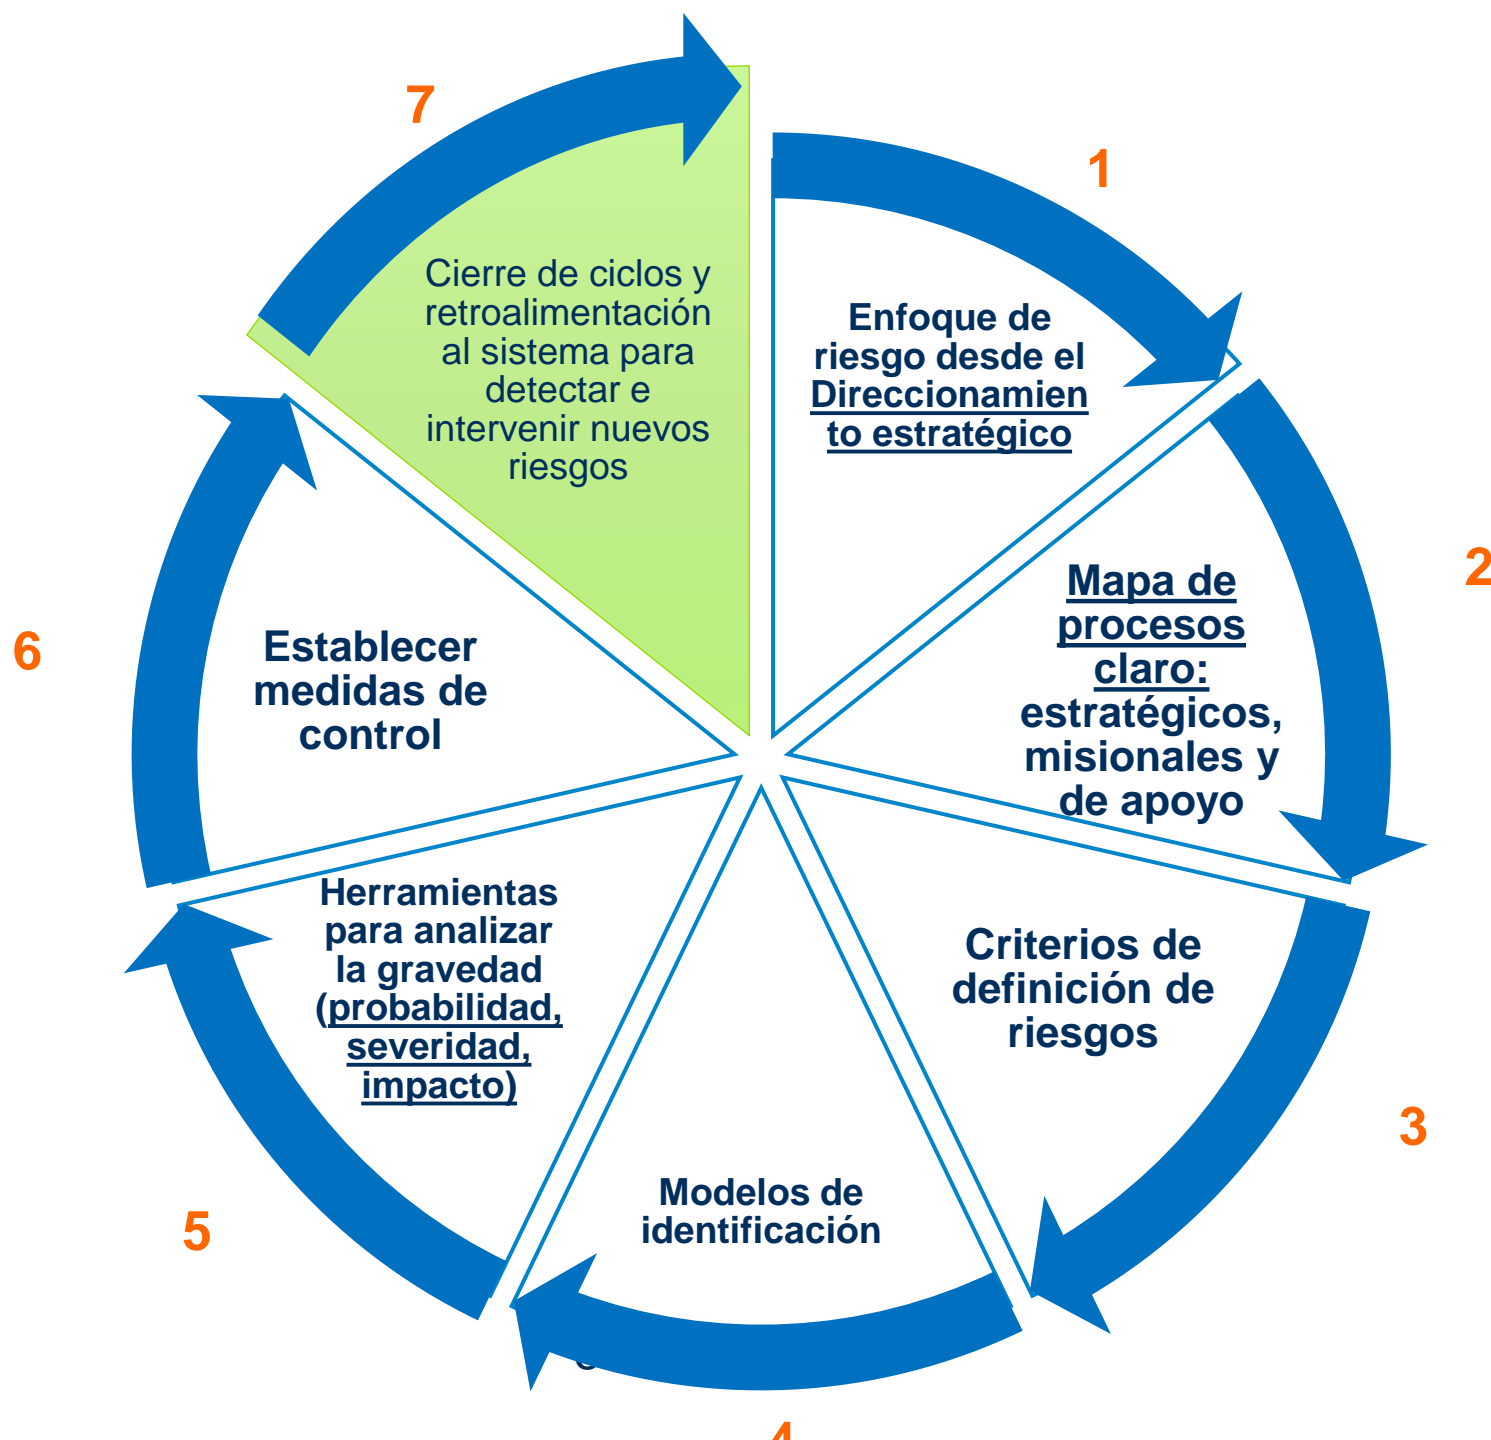 1
Enfoque de
riesgo desde el
Direccionamien
to estratégico
2
Mapa de
procesos
claro:
estratégicos,
misionales y
de apoyo
3
Criterios de
definición de
riesgos
4
Modelos de
identificación
5
Herramientas
para analizar
la gravedad
(probabilidad,
severidad,
impacto)
6
Establecer
medidas de
control
7
Cierre de ciclos y
retroalimentación
al sistema para
detectar e
intervenir nuevos
riesgos